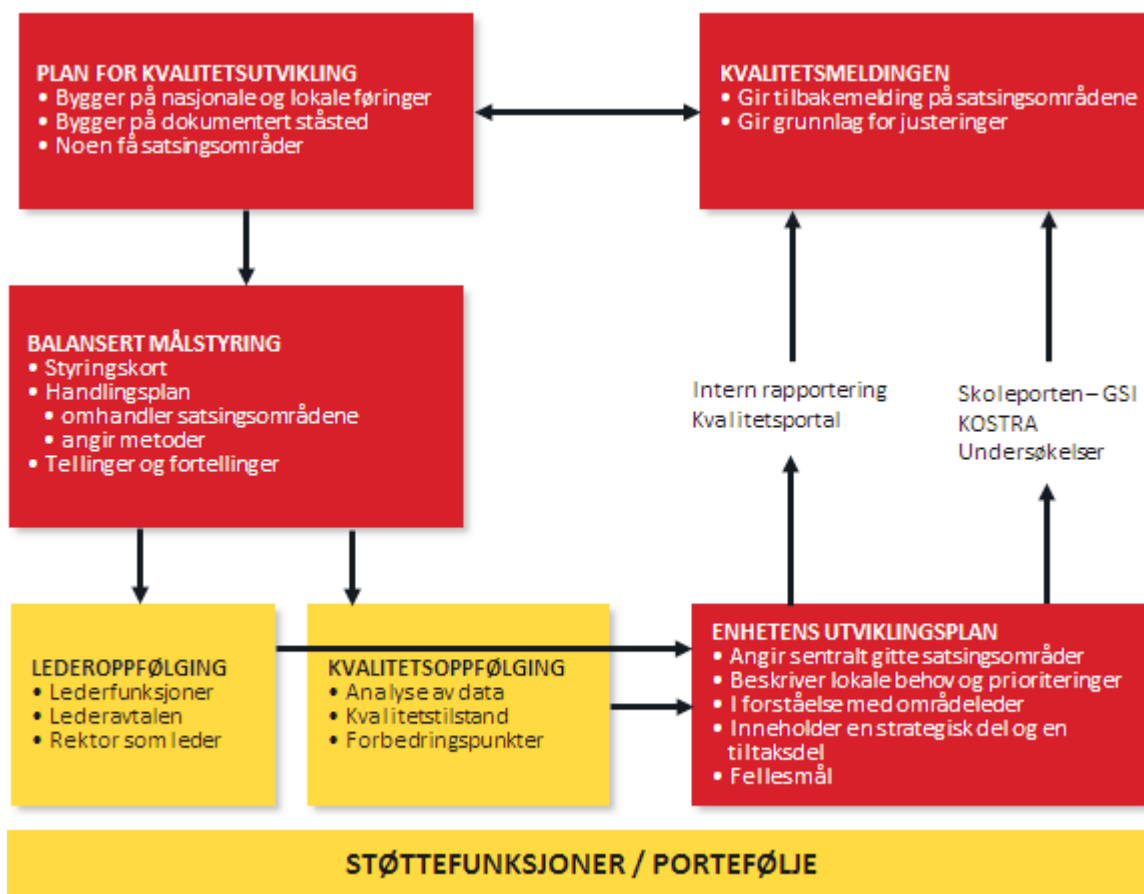 PLAN FOR KVALITETSUTVIKLING
• Bygger på nasjonale og lokale føringer
• Bygger på dokumentert ståsted
• Noen få satsingsområder
KVALITETSMELDINGEN
• Gir tilbakemelding på satsingsområdene
• Gir grunnlag for justeringer
BALANSERT MÅLSTYRING
• Styringskort
• Handlingsplan
• omhandler satsingsområdene
• angir metoder
• Tellinger og fortellinger
Intern rapportering
Kvalitetsportal
Skoleporten – GSI
KOSTRA
Undersøkelser
LEDEROPPFØLGING
• Lederfunksjoner
• Lederavtalen
• Rektor som leder
KVALITETSOPPFØLGING
• Analyse av data
• Kvalitetstilstand
• Forbedringspunkter
ENHETENS UTVIKLINGSPLAN
• Angir sentralt gitte satsingsområder
• Beskriver lokale behov og prioriteringer
• I forståelse med områdeleder
• Inneholder en strategisk del og en
tiltaksdel
• Fellesmål
STØTTEFUNKSJONER / PORTEFØLJE